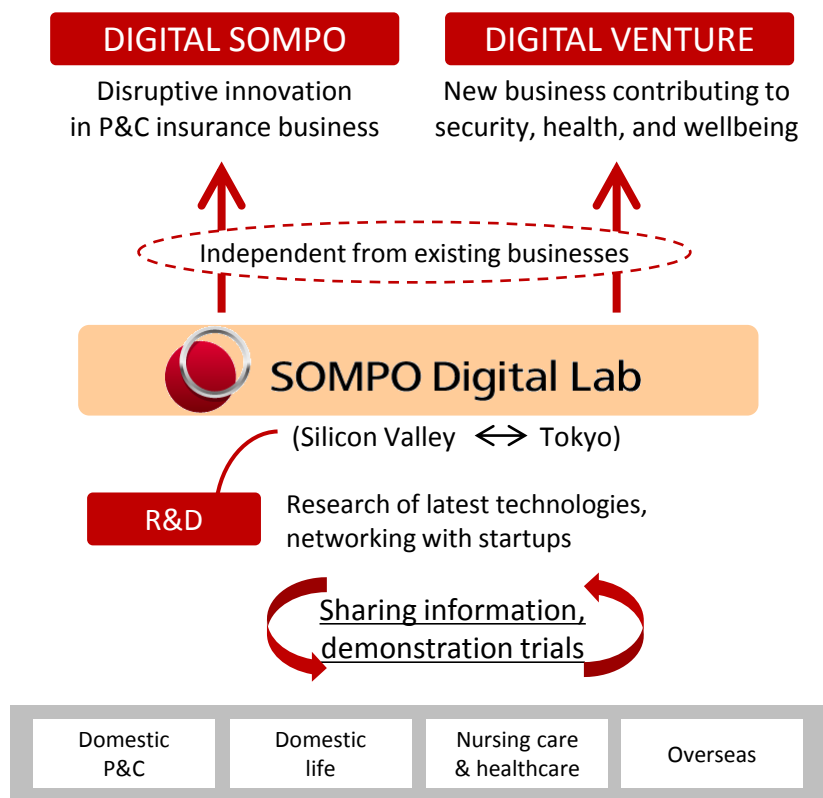 DIGITAL SOMPO
DIGITAL VENTURE
Disruptive innovation
in P&C insurance business
New business contributing to
security, health, and wellbeing
Independent from existing businesses
SOMPO Digital Lab
(Silicon Valley ↔ Tokyo)
R&D
Research of latest technologies,
networking with startups
Sharing information,
demonstration trials
Domestic
P&C
Domestic
life
Nursing care
& healthcare
Overseas